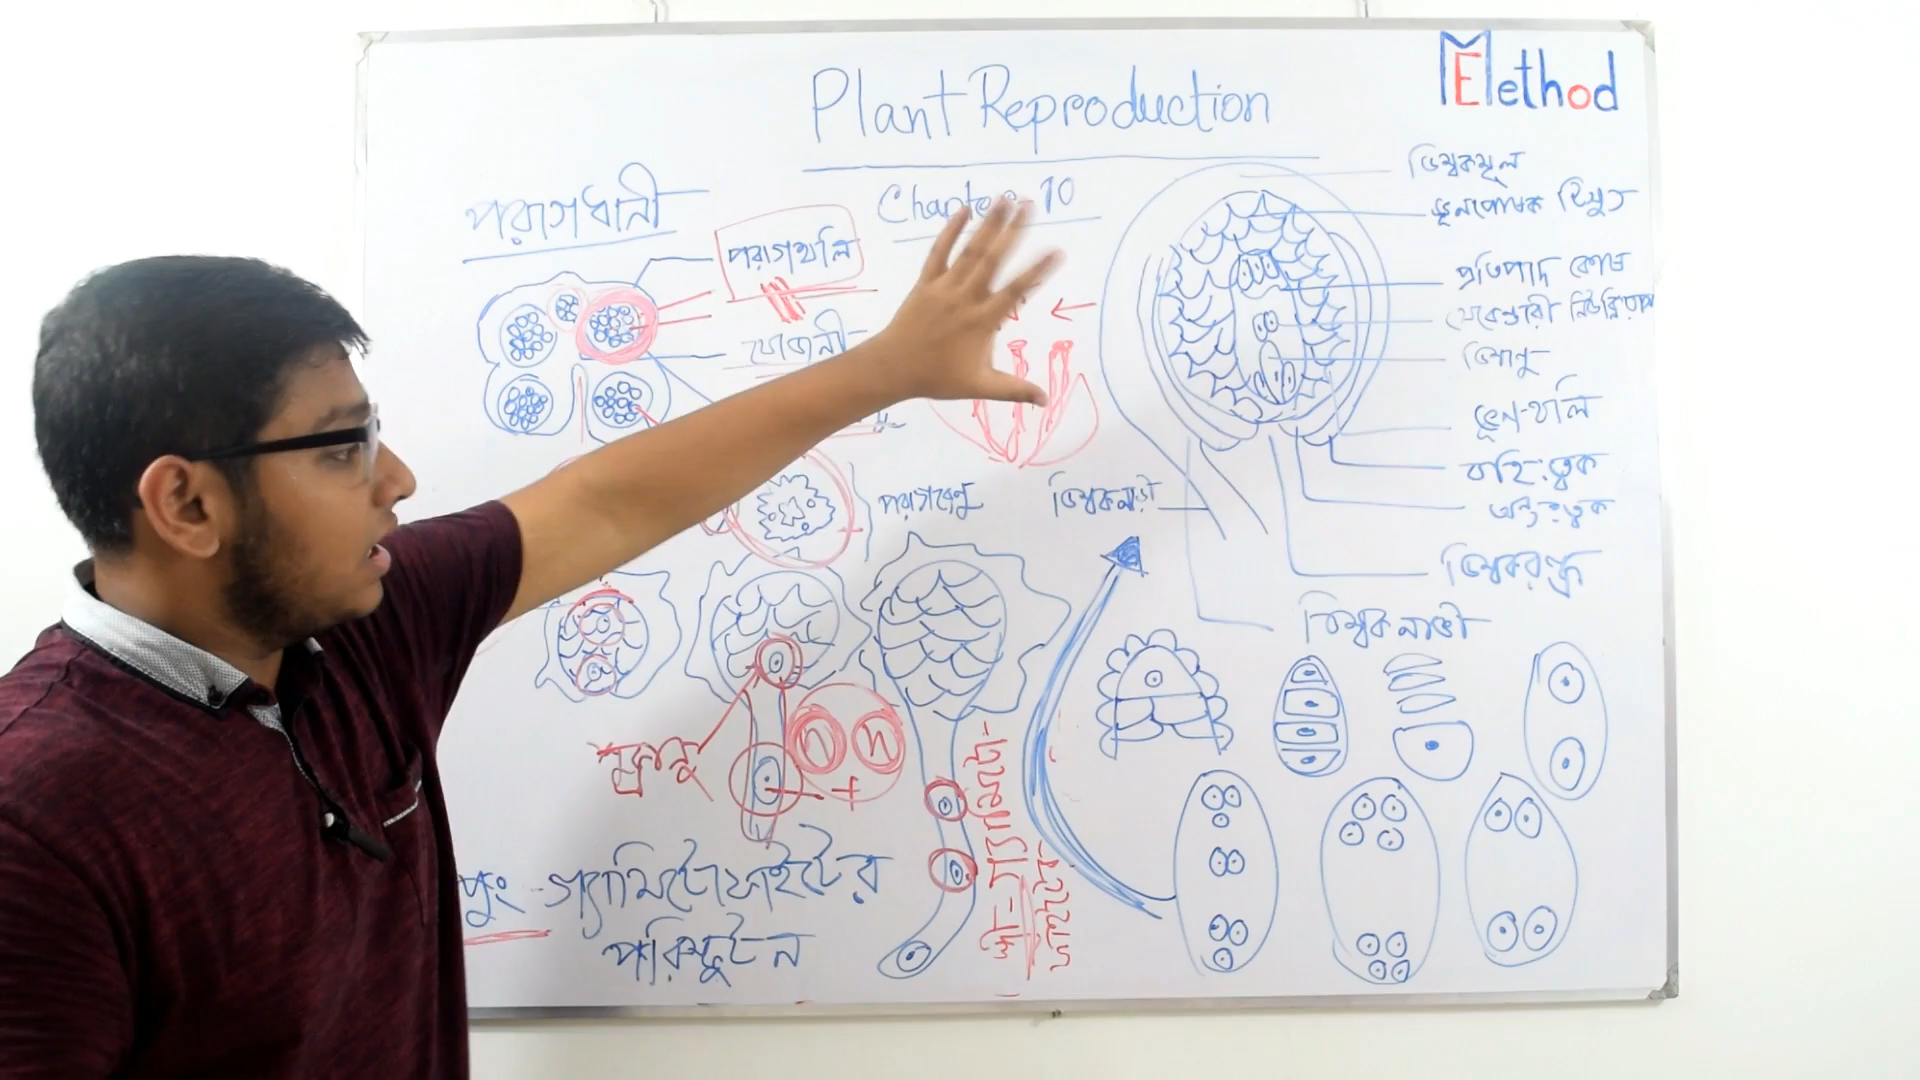 Plant Reproduction
MEethod
Chapter-10
পরাগধানী
পরাগথলি
যোজনী
পরাগরেণু
ডিম্বকমূল
ভ্রূণপোষক টিস্যুত
প্রতিপাদ কোষ
সেকেন্ডারী নিউক্লিয়াস
ডিম্বাণু
ভ্রূণ-থলি
বহিঃত্বক
অন্তঃত্বক
ডিম্বকরন্ধ্র
ডিম্বকনাড়ী
ডিম্বকনাড়ী
শুক্রাণু
n n
+
পুং-গ্যামিটোফাইটের
পরিস্ফুটন